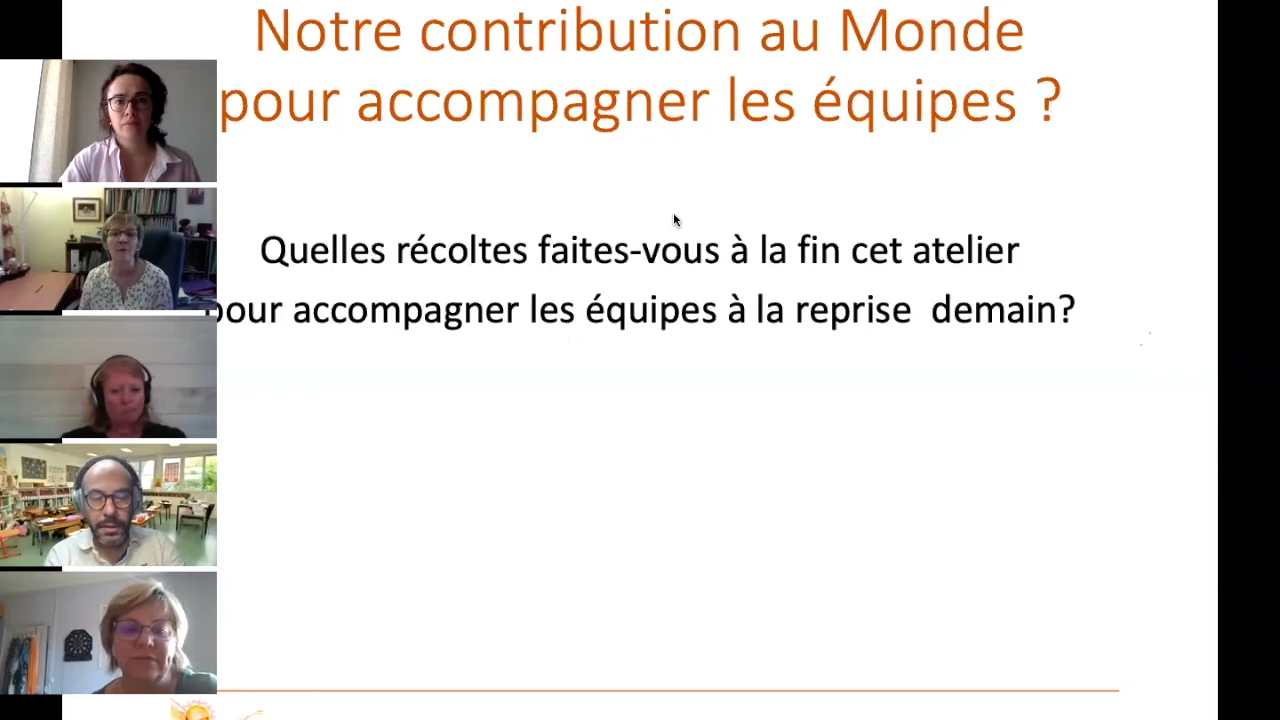 Notre contribution au Monde
pour accompagner les équipes ?
Quelles récoltes faites-vous à la fin cet atelier
pour accompagner les équipes à la reprise demain?